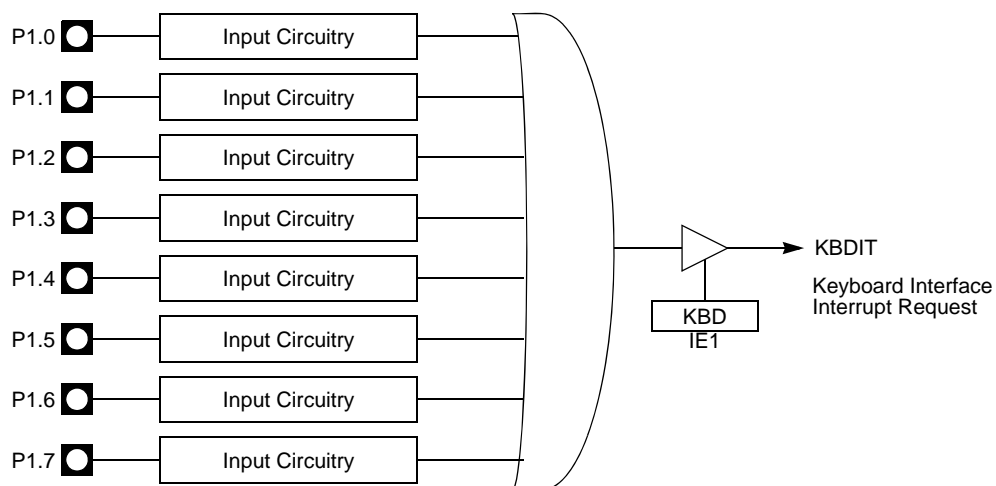 P1.0 Input Circuitry
P1.1 Input Circuitry
P1.2 Input Circuitry
P1.3 Input Circuitry
P1.4 Input Circuitry
P1.5 Input Circuitry
P1.6 Input Circuitry
P1.7 Input Circuitry
KBDIT
Keyboard Interface
Interrupt Request
KBD
IE1